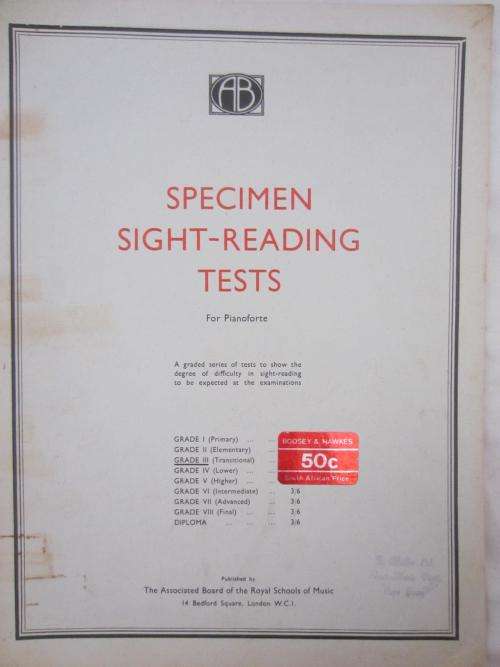 AB
SPECIMEN
SIGHT-READING
TESTS
For Pianoforte
A graded series of tests to show the
degree of difficulty in sight-reading
to be expected at the examinations
GRADE I (Primary) ...
GRADE II (Elementary) ...
GRADE III (Transitional)
GRADE IV (Lower) ... ...
GRADE V (Higher) ... ...
GRADE VI (Intermediate) ... 3/6
GRADE VII (Advanced) ... 3/6
GRADE VIII (Final) ... ... 3/6
DIPLOMA ... ... ... 3/6
BOOSEY & HAWKES
50c
South African Price
Published by
The Associated Board of the Royal Schools of Music
14 Bedford Square, London W.C.1.